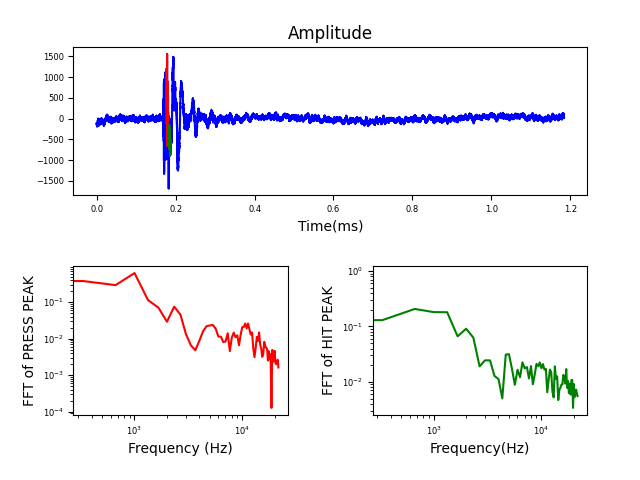 Amplitude
1500
1000
500
0
−500
−1000
−1500
0.0 0.2 0.4 0.6 0.8 1.0 1.2
Time(ms)
FFT of PRESS PEAK
10⁻¹
10⁻²
10⁻³
10⁻⁴
10³ 10⁴
Frequency (Hz)
FFT of HIT PEAK
10⁰
10⁻¹
10⁻²
10³ 10⁴
Frequency(Hz)